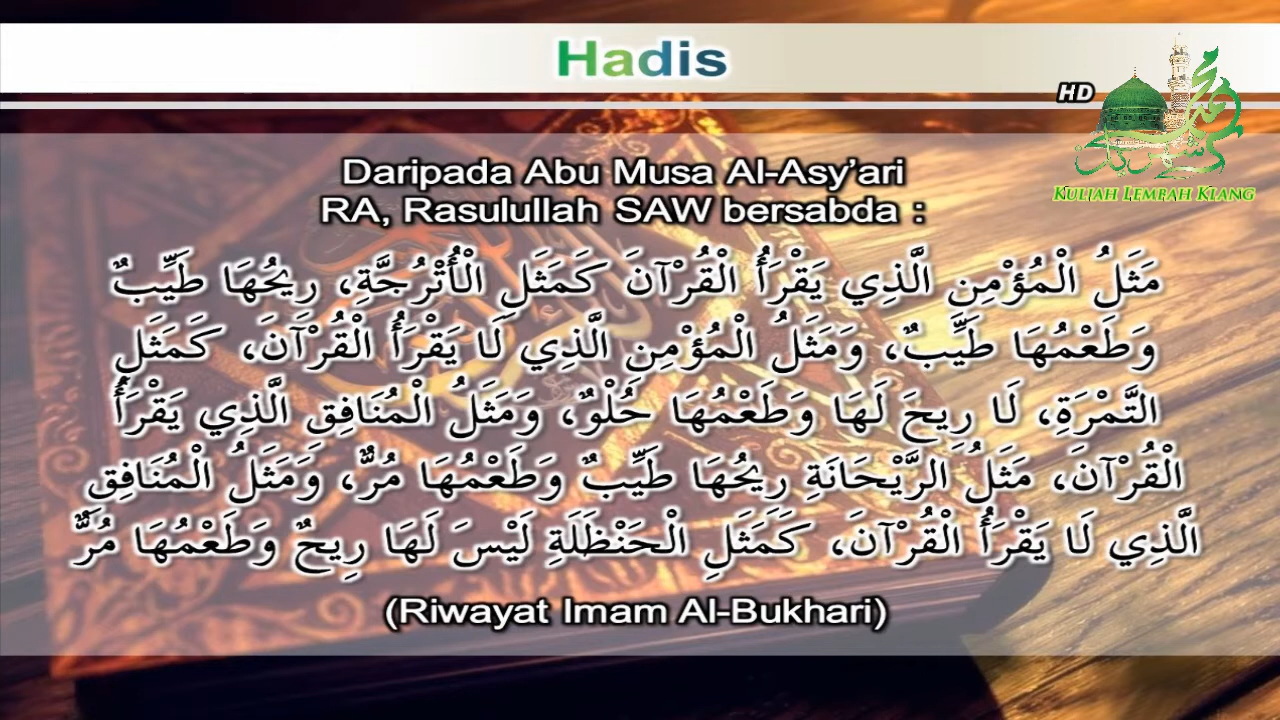 Hadis
HD
KULIAH LEMBAH KLANG
Daripada Abu Musa Al-Asy’ari
RA, Rasulullah SAW bersabda :
مَثَلُ الْمُؤْمِنِ الَّذِي يَقْرَأُ الْقُرْآنَ كَمَثَلِ الْأُتْرُجَّةِ، رِيحُهَا طَيِّبٌ
وَطَعْمُهَا طَيِّبٌ، وَمَثَلُ الْمُؤْمِنِ الَّذِي لَا يَقْرَأُ الْقُرْآنَ، كَمَثَلِ
التَّمْرَةِ، لَا رِيحَ لَهَا وَطَعْمُهَا حُلْوٌ، وَمَثَلُ الْمُنَافِقِ الَّذِي يَقْرَأُ
الْقُرْآنَ، مَثَلُ الرَّيْحَانَةِ رِيحُهَا طَيِّبٌ وَطَعْمُهَا مُرٌّ، وَمَثَلُ الْمُنَافِقِ
الَّذِي لَا يَقْرَأُ الْقُرْآنَ، كَمَثَلِ الْحَنْظَلَةِ لَيْسَ لَهَا رِيحٌ وَطَعْمُهَا مُرٌّ
(Riwayat Imam Al-Bukhari)